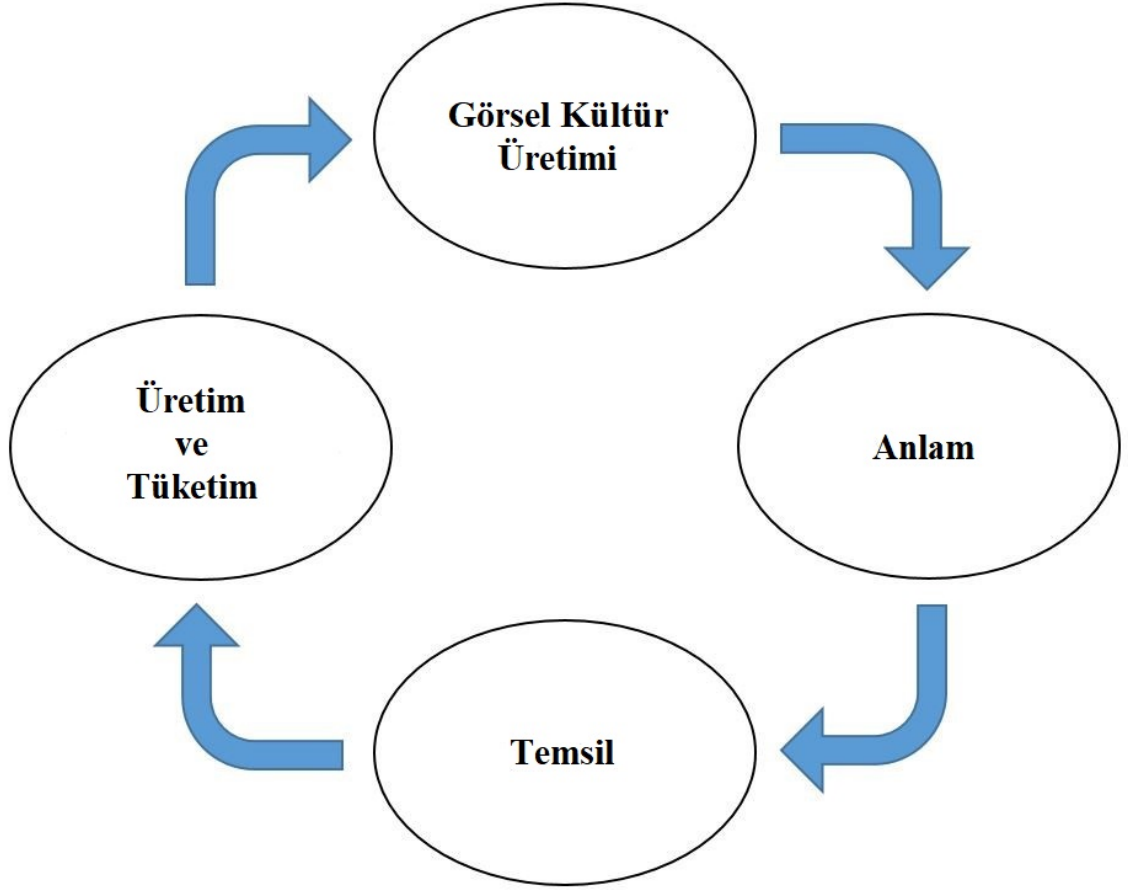 Görsel Kültür
Üretimi
Anlam
Temsil
Üretim
ve
Tüketim